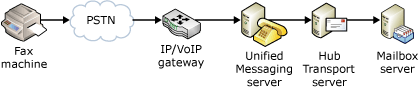 PSTN
Fax
machine
IP/VoIP
gateway
Unified
Messaging
server
Hub
Transport
server
Mailbox
server